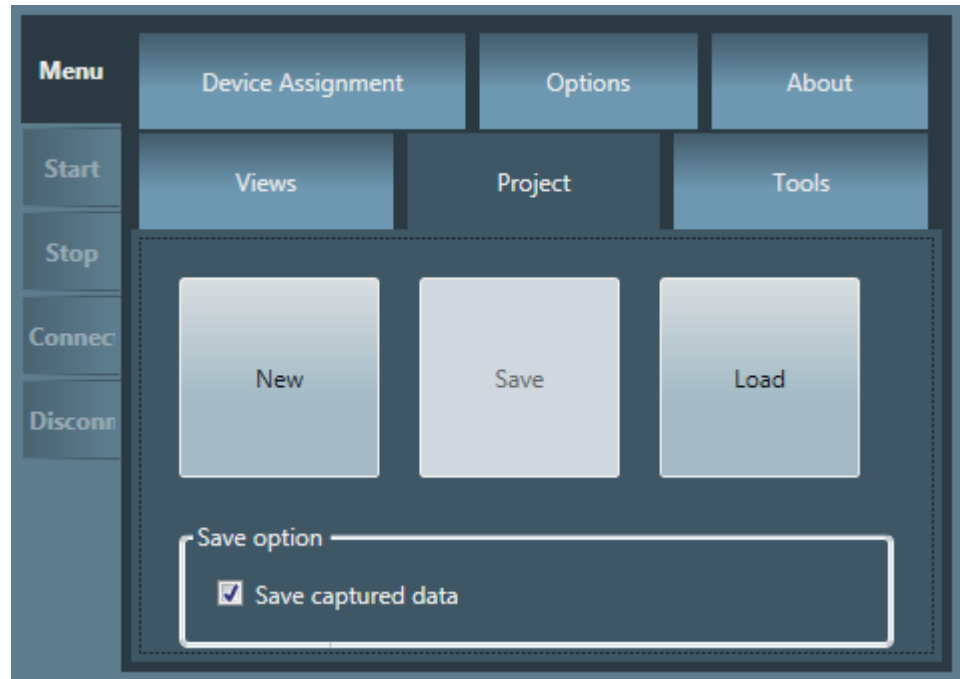 Menu
Device Assignment
Options
About
Start
Views
Project
Tools
Stop
Connec
Disconn
New
Save
Load
Save option
Save captured data